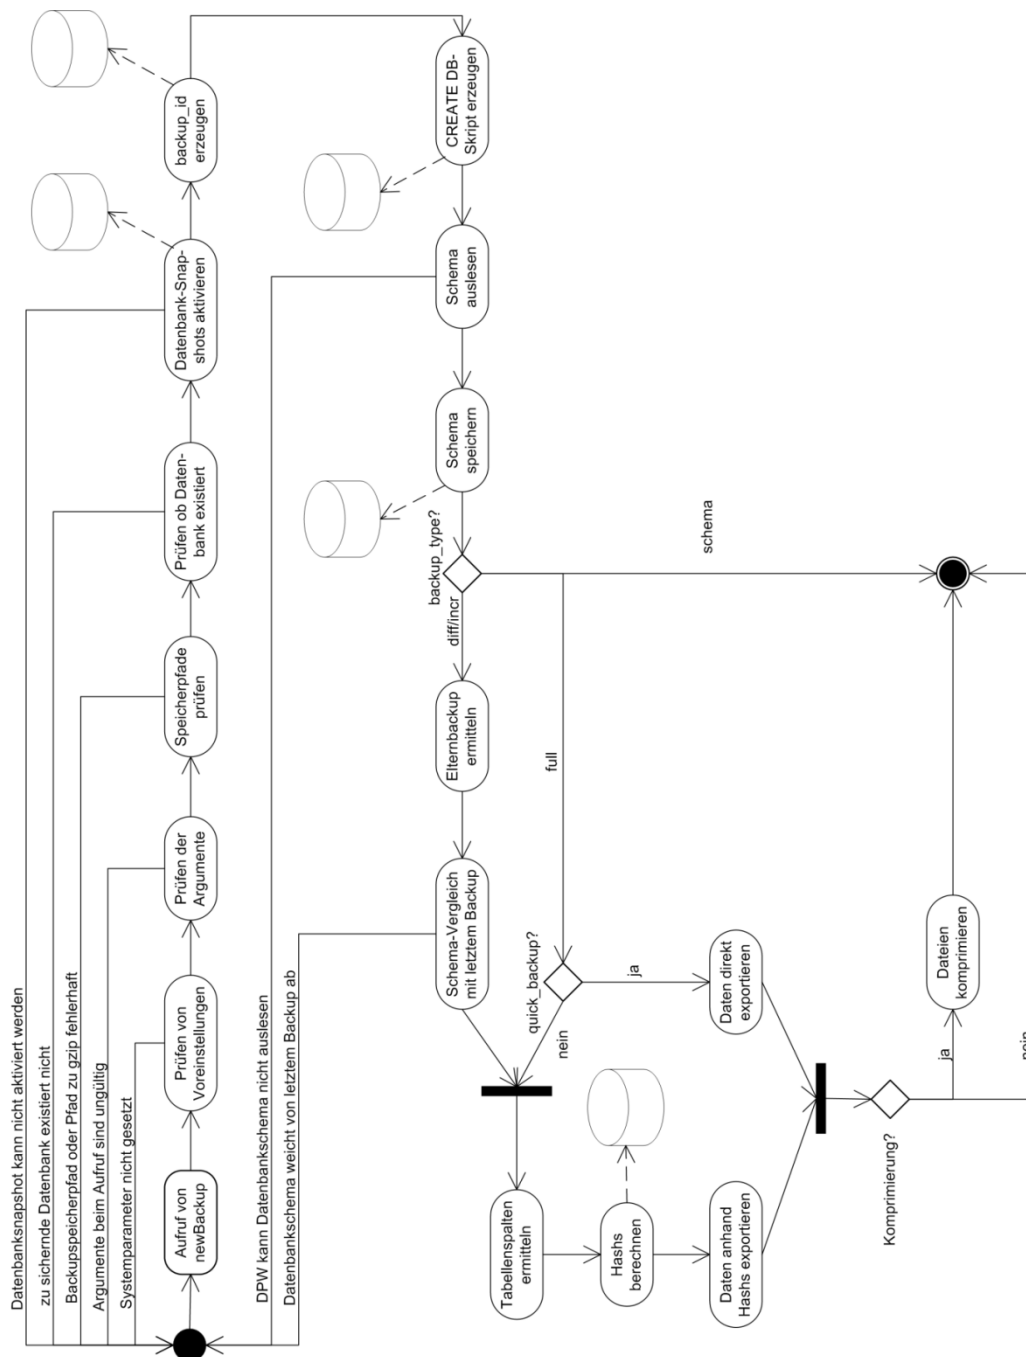 Datenbanksnapshot kann nicht aktiviert werden
zu sichernde Datenbank existiert nicht
Backupspeicherpfad oder Pfad zu gzip fehlerhaft
Argumente beim Aufruf sind ungültig
Systemparameter nicht gesetzt
Aufruf von
newBackup
Prüfen von
Voreinstellungen
Prüfen der
Argumente
Speicherpfade
prüfen
Prüfen ob Daten-
bank existiert
Datenbank-Snap-
shots aktivieren
backup_id
erzeugen
DPW kann Datenbankschema nicht auslesen
Datenbankschema weicht von letztem Backup ab
CREATE DB-
Skript erzeugen
Schema
auslesen
Schema
speichern
backup_type?
diff/incr
full
schema
Elternbackup
ermitteln
Schema-Vergleich
mit letztem Backup
quick_backup?
nein
ja
Tabellenspalten
ermitteln
Hashs
berechnen
Daten anhand
Hashs exportieren
Daten direkt
exportieren
Komprimierung?
ja
nein
Dateien
komprimieren